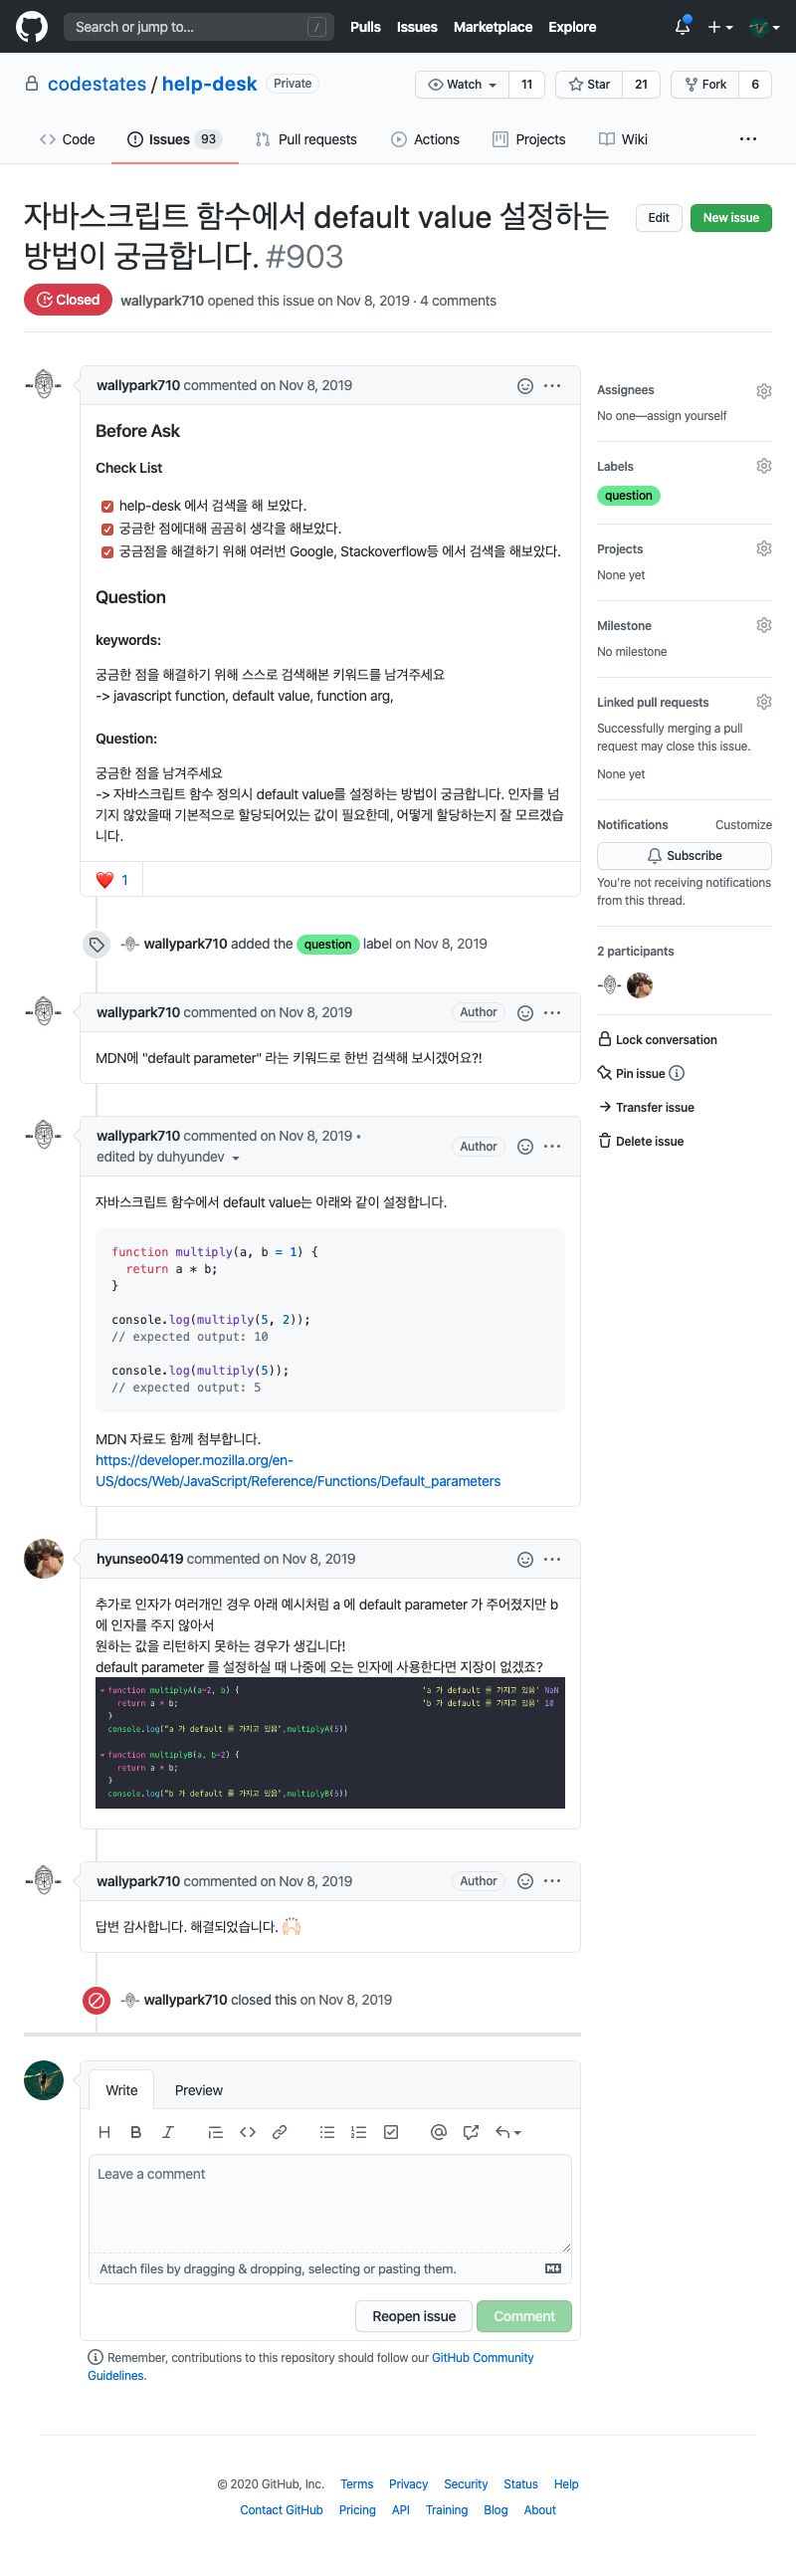 Search or jump to... /
Pulls Issues Marketplace Explore
codestates / help-desk Private
Watch 11 Star 21 Fork 6
Code Issues 93 Pull requests Actions Projects Wiki ...
자바스크립트 함수에서 default value 설정하는
방법이 궁금합니다. #903
Edit New issue
Closed wallypark710 opened this issue on Nov 8, 2019 · 4 comments
wallypark710 commented on Nov 8, 2019
Before Ask
Check List
help-desk 에서 검색을 해 보았다.
궁금한 점에대해 곰곰히 생각을 해보았다.
궁금점을 해결하기 위해 여러번 Google, Stackoverflow등 에서 검색을 해보았다.
Question
keywords:
궁금한 점을 해결하기 위해 스스로 검색해본 키워드를 남겨주세요
-> javascript function, default value, function arg,
Question:
궁금한 점을 남겨주세요
-> 자바스크립트 함수 정의시 default value를 설정하는 방법이 궁금합니다. 인자를 넘
기지 않았을때 기본적으로 할당되어있는 값이 필요한데, 어떻게 할당하는지 잘 모르겠습
니다.
❤️ 1
wallypark710 added the question label on Nov 8, 2019
wallypark710 commented on Nov 8, 2019 Author
MDN에 "default parameter" 라는 키워드로 한번 검색해 보시겠어요?!
wallypark710 commented on Nov 8, 2019 •
edited by duhyundev
Author
자바스크립트 함수에서 default value는 아래와 같이 설정합니다.
function multiply(a, b = 1) {
return a * b;
}
console.log(multiply(5, 2));
// expected output: 10
console.log(multiply(5));
// expected output: 5
MDN 자료도 함께 첨부합니다.
https://developer.mozilla.org/en-
US/docs/Web/JavaScript/Reference/Functions/Default_parameters
hyunseo0419 commented on Nov 8, 2019
추가로 인자가 여러개인 경우 아래 예시처럼 a 에 default parameter 가 주어졌지만 b
에 인자를 주지 않아서
원하는 값을 리턴하지 못하는 경우가 생깁니다!
default parameter 를 설정하실 때 나중에 오는 인자에 사용한다면 지장이 없겠죠?
function multiplyA(a=2, b) {
return a * b;
}
console.log("a 가 default 를 가지고 있음",multiplyA(5))
function multiplyB(a, b=2) {
return a * b;
}
console.log("b 가 default 를 가지고 있음",multiplyB(5))
'a 가 default 를 가지고 있음' NaN
'b 가 default 를 가지고 있음' 10
wallypark710 commented on Nov 8, 2019 Author
답변 감사합니다. 해결되었습니다. 🙌🏻
wallypark710 closed this on Nov 8, 2019
Assignees
No one—assign yourself
Labels
question
Projects
None yet
Milestone
No milestone
Linked pull requests
Successfully merging a pull
request may close this issue.
None yet
Notifications Customize
Subscribe
You're not receiving notifications
from this thread.
2 participants
Lock conversation
Pin issue
Transfer issue
Delete issue
Write Preview
Leave a comment
Attach files by dragging & dropping, selecting or pasting them.
Reopen issue Comment
Remember, contributions to this repository should follow our GitHub Community
Guidelines.
© 2020 GitHub, Inc. Terms Privacy Security Status Help
Contact GitHub Pricing API Training Blog About